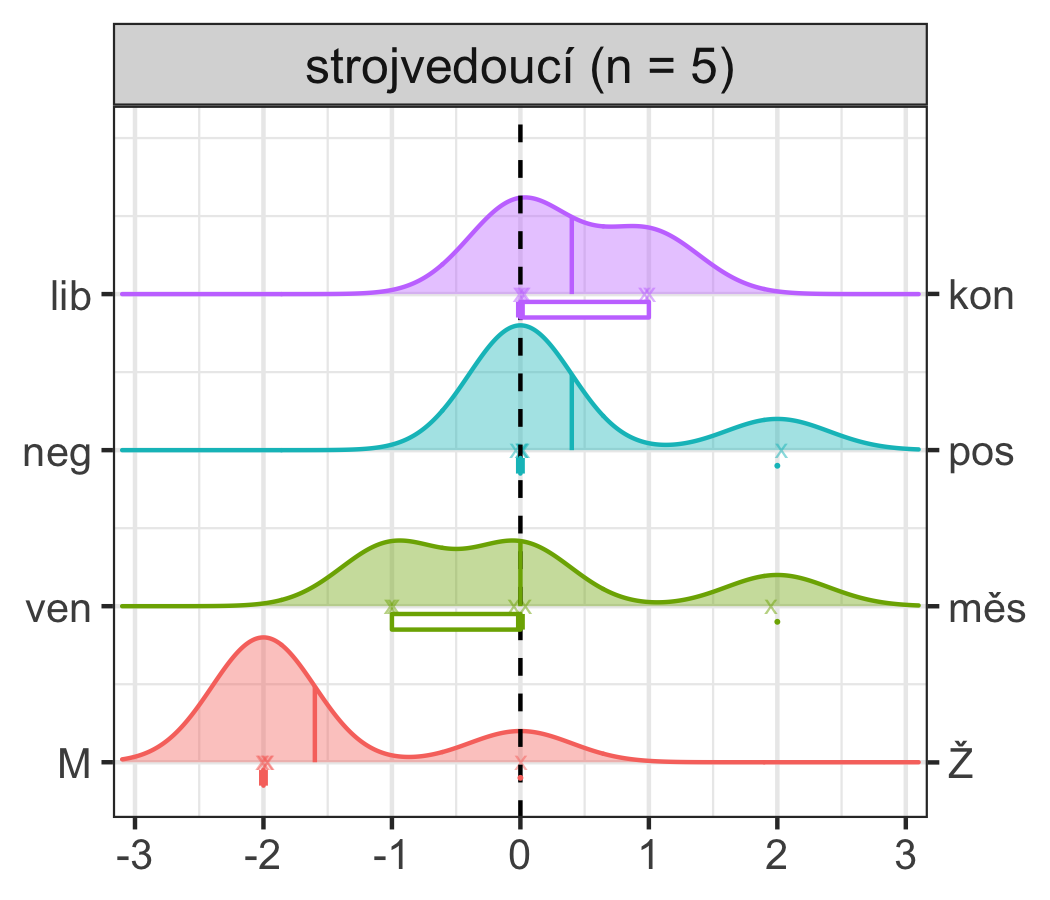 strojvedoucí (n = 5)
lib kon
neg pos
ven měs
M Ž
-3 -2 -1 0 1 2 3